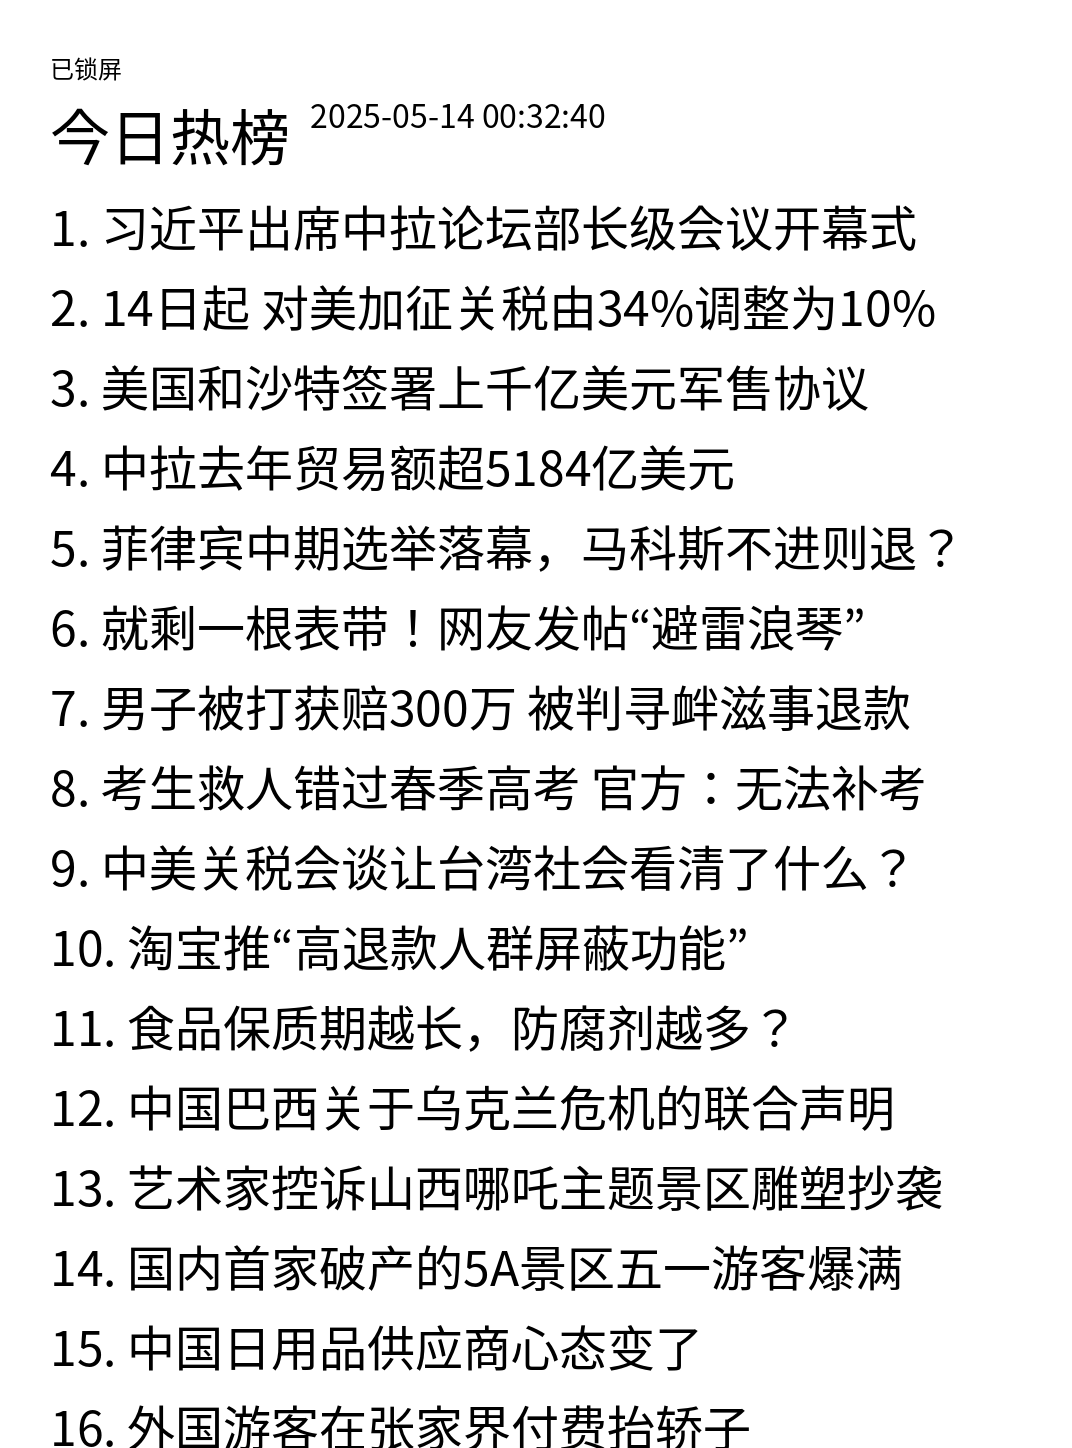 已锁屏
今日热榜 2025-05-14 00:32:40
1. 习近平出席中拉论坛部长级会议开幕式
2. 14日起 对美加征关税由34%调整为10%
3. 美国和沙特签署上千亿美元军售协议
4. 中拉去年贸易额超5184亿美元
5. 菲律宾中期选举落幕，马科斯不进则退？
6. 就剩一根表带！网友发帖“避雷浪琴”
7. 男子被打获赔300万 被判寻衅滋事退款
8. 考生救人错过春季高考 官方：无法补考
9. 中美关税会谈让台湾社会看清了什么？
10. 淘宝推“高退款人群屏蔽功能”
11. 食品保质期越长，防腐剂越多？
12. 中国巴西关于乌克兰危机的联合声明
13. 艺术家控诉山西哪吒主题景区雕塑抄袭
14. 国内首家破产的5A景区五一游客爆满
15. 中国日用品供应商心态变了
16. 外国游客在张家界付费抬轿子